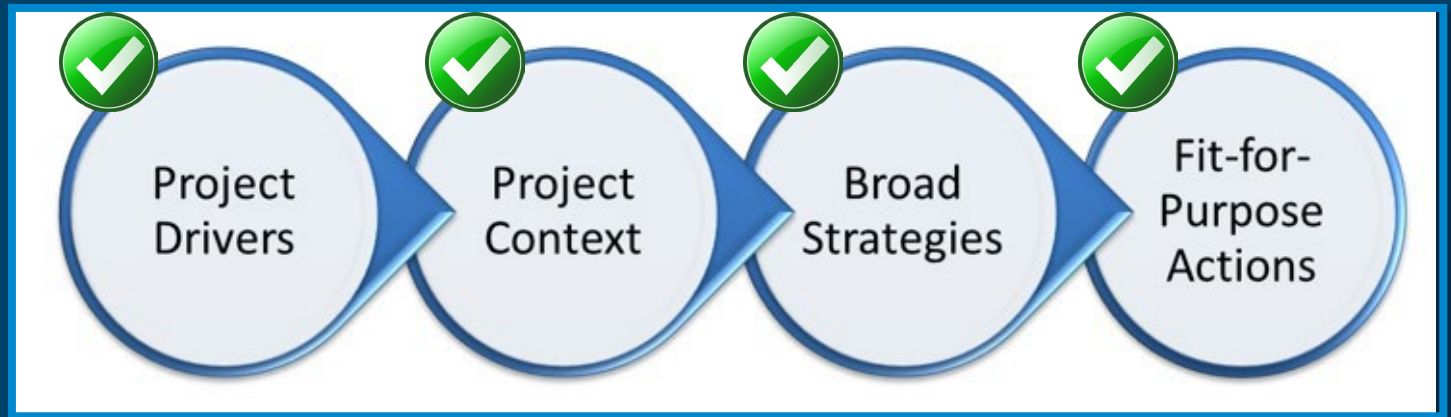 Project
Drivers
Project
Context
Broad
Strategies
Fit-for-
Purpose
Actions